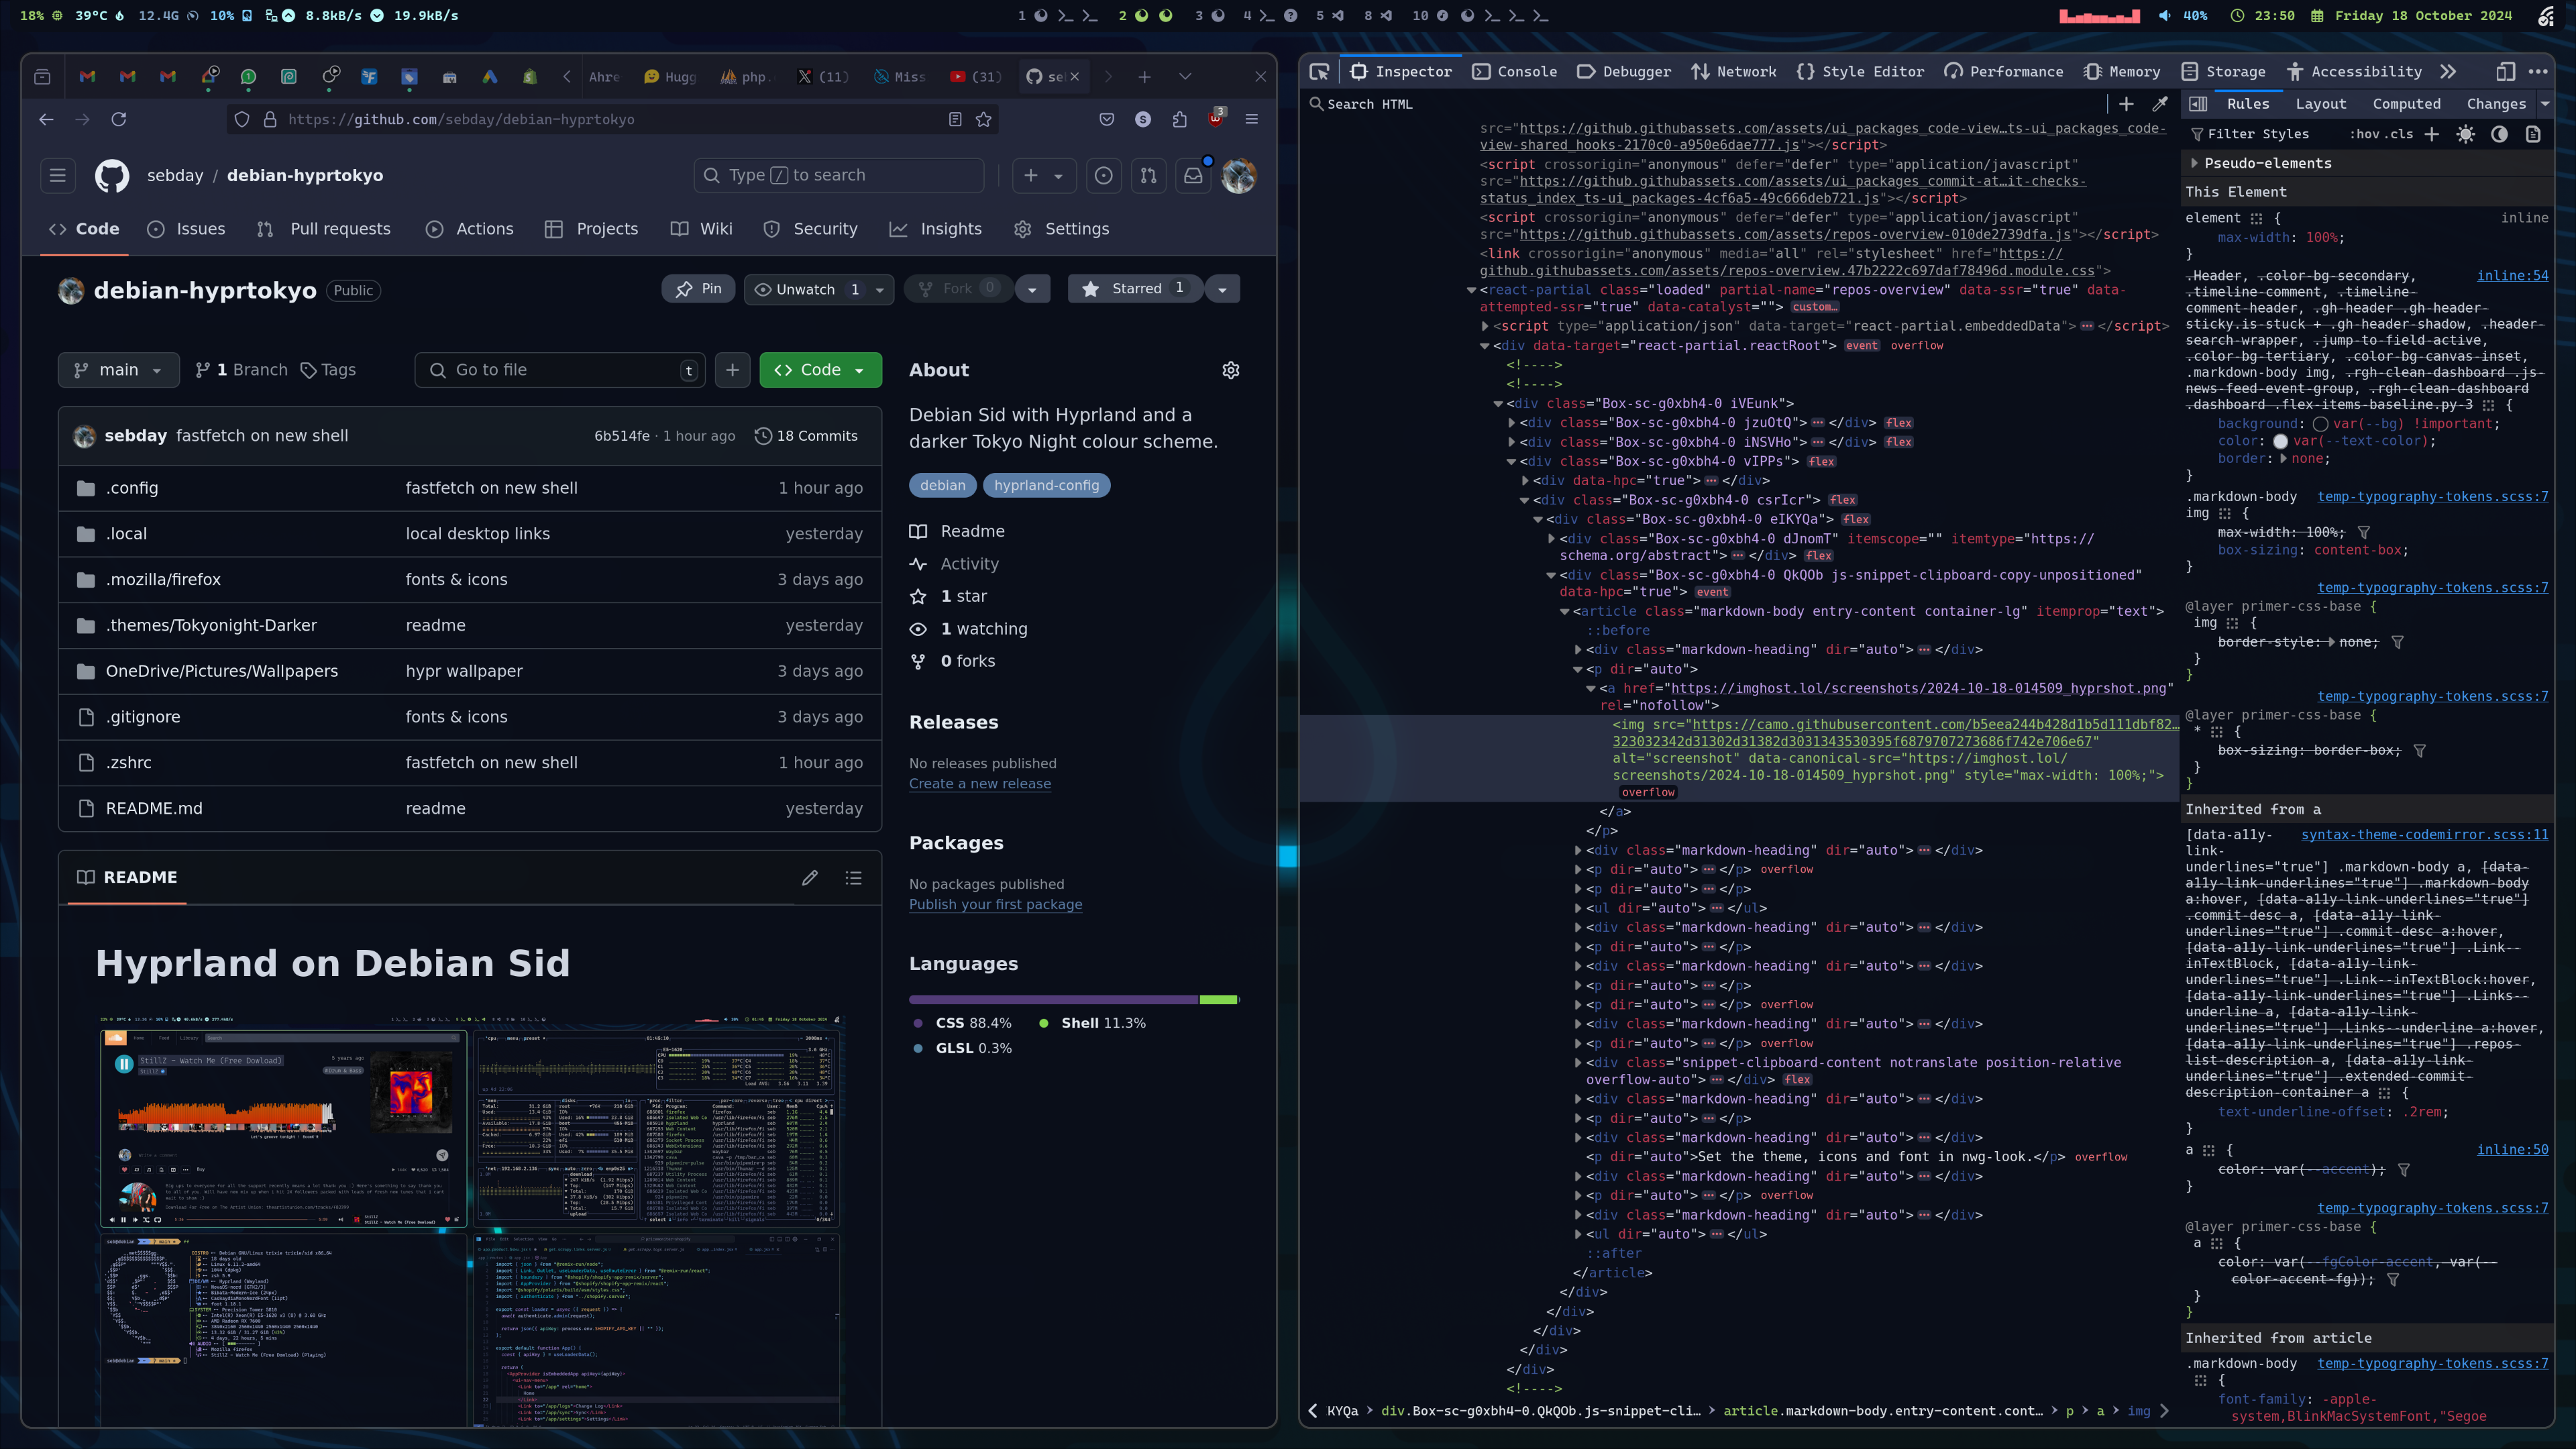 18% 39°C 12.4G 10% 8.8kB/s 19.9kB/s
1 2 3 4 5 8 10
40% 23:50 Friday 18 October 2024
Ahre Hugg php. (11) Miss (31) se
https://github.com/sebday/debian-hyprtokyo
3
sebday / debian-hyprtokyo
Type / to search
Code Issues Pull requests Actions Projects Wiki Security Insights Settings
debian-hyprtokyo Public
Pin Unwatch 1 Fork 0 Starred 1
main 1 Branch Tags Go to file t Code
sebday fastfetch on new shell 6b514fe · 1 hour ago 18 Commits
.config fastfetch on new shell 1 hour ago
.local local desktop links yesterday
.mozilla/firefox fonts & icons 3 days ago
.themes/Tokyonight-Darker readme yesterday
OneDrive/Pictures/Wallpapers hypr wallpaper 3 days ago
.gitignore fonts & icons 3 days ago
.zshrc fastfetch on new shell 1 hour ago
README.md readme yesterday
README
Hyprland on Debian Sid
About
Debian Sid with Hyprland and a
darker Tokyo Night colour scheme.
debian hyprland-config
Readme
Activity
1 star
1 watching
0 forks
Releases
No releases published
Create a new release
Packages
No packages published
Publish your first package
Languages
CSS 88.4% Shell 11.3%
GLSL 0.3%
Inspector Console Debugger Network Style Editor Performance Memory Storage Accessibility
Search HTML
src="https://github.githubassets.com/assets/ui_packages_code-view…ts-ui_packages_code-
view-shared_hooks-2170c0-a950e6dae777.js"></script>
<script crossorigin="anonymous" defer="defer" type="application/javascript"
src="https://github.githubassets.com/assets/ui_packages_commit-at…it-checks-
status_index_ts-ui_packages-4cf6a5-49c666deb721.js"></script>
<script crossorigin="anonymous" defer="defer" type="application/javascript"
src="https://github.githubassets.com/assets/repos-overview-010de2739dfa.js"></script>
<link crossorigin="anonymous" media="all" rel="stylesheet" href="https://
github.githubassets.com/assets/repos-overview.47b2222c697daf78496d.module.css">
<react-partial class="loaded" partial-name="repos-overview" data-ssr="true" data-
attempted-ssr="true" data-catalyst=""> custom…
<script type="application/json" data-target="react-partial.embeddedData"></script>
<div data-target="react-partial.reactRoot"> event overflow
<!---->
<!---->
<div class="Box-sc-g0xbh4-0 iVEunk">
<div class="Box-sc-g0xbh4-0 jzuOtQ"></div> flex
<div class="Box-sc-g0xbh4-0 iNSVHo"></div> flex
<div class="Box-sc-g0xbh4-0 vIPPs"> flex
<div data-hpc="true"></div>
<div class="Box-sc-g0xbh4-0 csrIcr"> flex
<div class="Box-sc-g0xbh4-0 eIKYQa"> flex
<div class="Box-sc-g0xbh4-0 dJnomT" itemscope="" itemtype="https://
schema.org/abstract"></div> flex
<div class="Box-sc-g0xbh4-0 QkQOb js-snippet-clipboard-copy-unpositioned"
data-hpc="true"> event
<article class="markdown-body entry-content container-lg" itemprop="text">
::before
<div class="markdown-heading" dir="auto"></div>
<p dir="auto">
<a href="https://imghost.lol/screenshots/2024-10-18-014509_hyprshot.png"
rel="nofollow">
<img src="https://camo.githubusercontent.com/b5eea244b428d1b5d111dbf82…
323032342d31302d31382d3031343530395f6879707273686f742e706e67"
alt="screenshot" data-canonical-src="https://imghost.lol/
screenshots/2024-10-18-014509_hyprshot.png" style="max-width: 100%;">
overflow
</a>
</p>
<div class="markdown-heading" dir="auto"></div>
<p dir="auto"></p> overflow
<p dir="auto"></p>
<ul dir="auto"></ul>
<div class="markdown-heading" dir="auto"></div>
<p dir="auto"></p>
<div class="markdown-heading" dir="auto"></div>
<p dir="auto"></p>
<p dir="auto"></p> overflow
<div class="markdown-heading" dir="auto"></div>
<p dir="auto"></p> overflow
<div class="snippet-clipboard-content notranslate position-relative
overflow-auto"></div> flex
<div class="markdown-heading" dir="auto"></div>
<p dir="auto"></p>
<div class="markdown-heading" dir="auto"></div>
<p dir="auto">Set the theme, icons and font in nwg-look.</p> overflow
<div class="markdown-heading" dir="auto"></div>
<p dir="auto"></p> overflow
<div class="markdown-heading" dir="auto"></div>
<ul dir="auto"></ul>
::after
</article>
</div>
</div>
</div>
</div>
</div>
<!---->
KYQa > div.Box-sc-g0xbh4-0.QkQOb.js-snippet-cli… > article.markdown-body.entry-content.cont… > p > a > img
Rules Layout Computed Changes
Filter Styles :hov .cls
Pseudo-elements
This Element
element { inline
max-width: 100%;
}
.Header, .color-bg-secondary, inline:54
.timeline-comment, .timeline-
comment-header, .gh-header .gh-header-
sticky.is-stuck + .gh-header-shadow, .header-
search-wrapper, .jump-to-field-active,
.color-bg-tertiary, .color-bg-canvas-inset,
.markdown-body img, .rgh-clean-dashboard .js-
news-feed-event-group, .rgh-clean-dashboard
.dashboard .flex-items-baseline.py-3 {
background: var(--bg) !important;
color: var(--text-color);
border: none;
}
.markdown-body temp-typography-tokens.scss:7
img {
max-width: 100%;
box-sizing: content-box;
}
temp-typography-tokens.scss:7
@layer primer-css-base {
img {
border-style: none;
}
}
temp-typography-tokens.scss:7
@layer primer-css-base {
* {
box-sizing: border-box;
}
}
Inherited from a
[data-a11y- syntax-theme-codemirror.scss:11
link-
underlines="true"] .markdown-body a, [data-
a11y-link-underlines="true"] .markdown-body
a:hover, [data-a11y-link-underlines="true"]
.commit-desc a, [data-a11y-link-
underlines="true"] .commit-desc a:hover,
[data-a11y-link-underlines="true"] .Link--
inTextBlock, [data-a11y-link-
underlines="true"] .Link--inTextBlock:hover,
[data-a11y-link-underlines="true"] .Links--
underline a, [data-a11y-link-
underlines="true"] .Links--underline a:hover,
[data-a11y-link-underlines="true"] .repos-
list-description a, [data-a11y-link-
underlines="true"] .extended-commit-
description-container a {
text-underline-offset: .2rem;
}
a { inline:50
color: var(--accent);
}
temp-typography-tokens.scss:7
@layer primer-css-base {
a {
color: var(--fgColor-accent, var(--
color-accent-fg));
}
}
Inherited from article
.markdown-body temp-typography-tokens.scss:7
{
font-family: -apple-
system,BlinkMacSystemFont,"Segoe